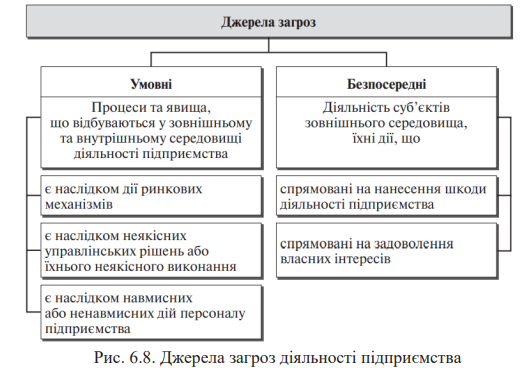 Джерела загроз
Умовні
Процеси та явища,
що відбуваються у зовнішньому
та внутрішньому середовищі
діяльності підприємства
є наслідком дії ринкових
механізмів
є наслідком неякісних
управлінських рішень або
їхнього неякісного виконання
є наслідком навмисних
або ненавмисних дій персоналу
підприємства
Безпосередні
Діяльність суб’єктів
зовнішнього середовища,
їхні дії, що
спрямовані на нанесення шкоди
діяльності підприємства
спрямовані на задоволення
власних інтересів
Рис. 6.8. Джерела загроз діяльності підприємства